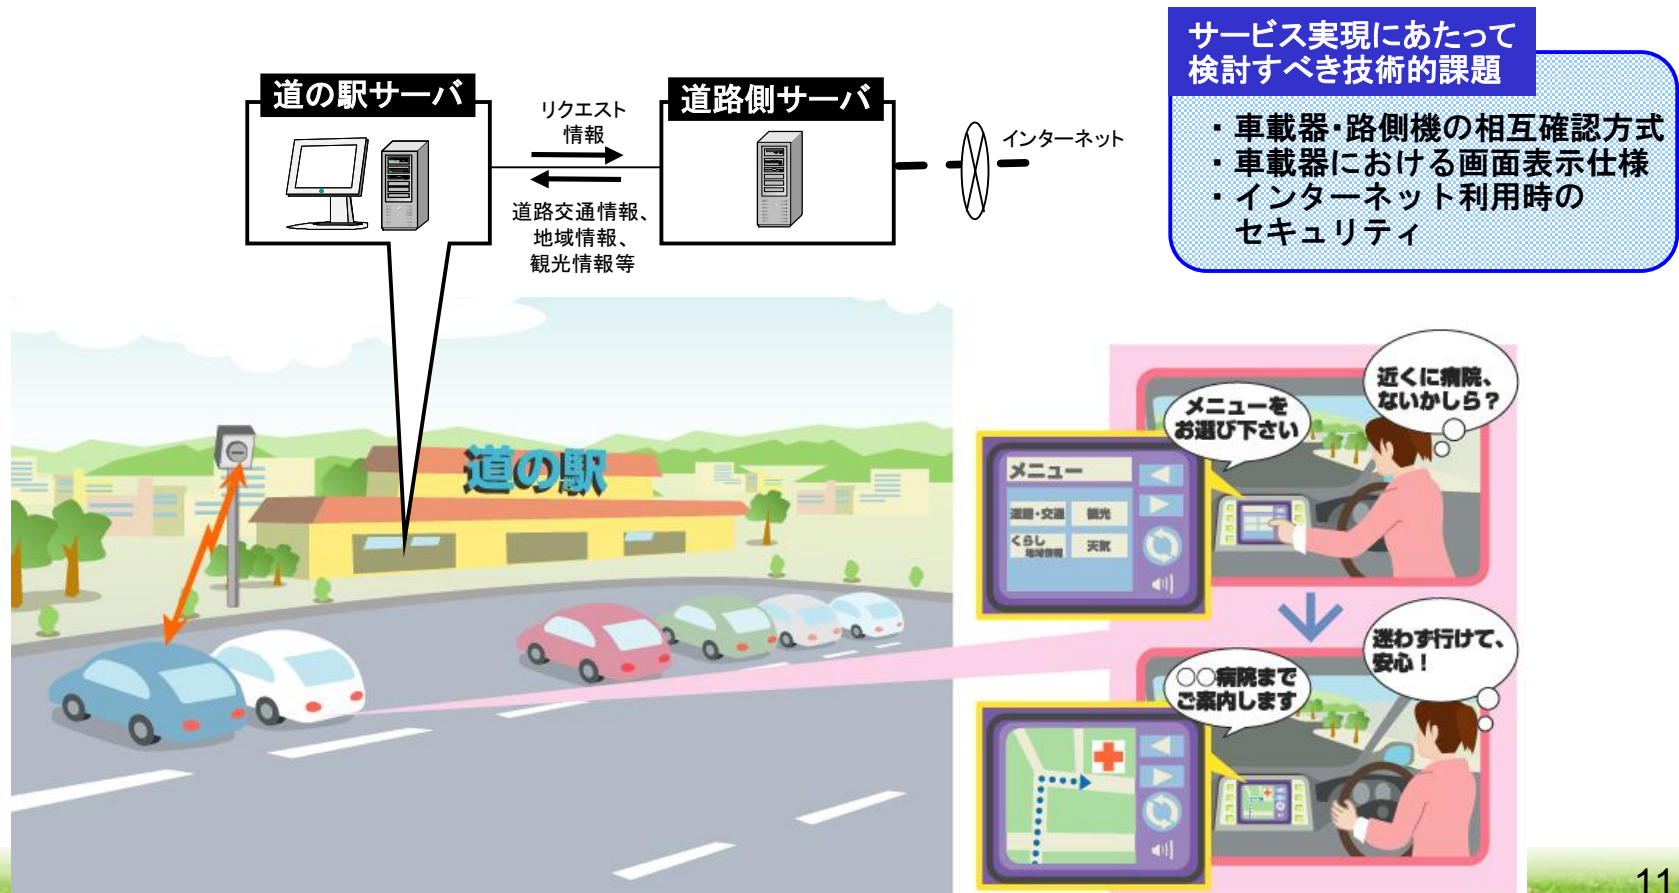 サービス実現にあたって
検討すべき技術的課題
・車載器・路側機の相互確認方式
・車載器における画面表示仕様
・インターネット利用時の
セキュリティ
道の駅サーバ
リクエスト
情報
道路交通情報、
地域情報、
観光情報等
道路側サーバ
インターネット
道の駅
メニューを
お選び下さい
近くに病院、
ないかしら？
メニュー
道路・交通
観光
くらし
地域情報
天気
○○病院まで
ご案内します
迷わず行けて、
安心！
11